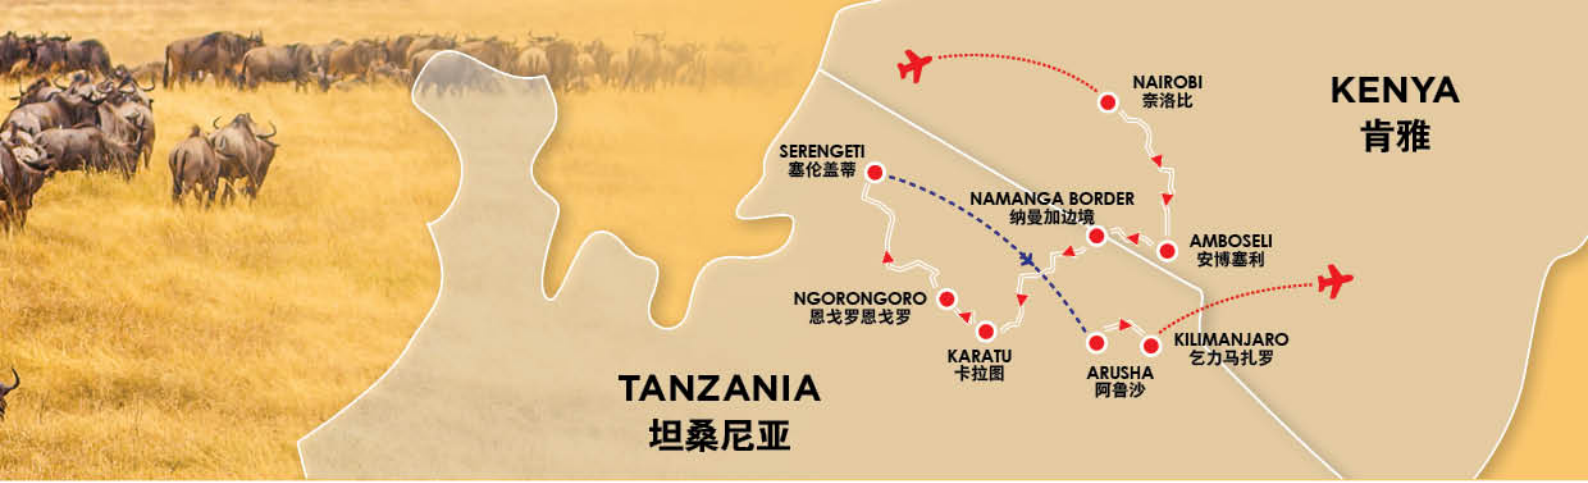 NAIROBI
奈洛比
KENYA
肯雅
SERENGETI
塞伦盖蒂
NAMANGA BORDER
纳曼加边境
AMBOSELI
安博塞利
NGORONGORO
恩戈罗恩戈罗
KARATU
卡拉图
ARUSHA
阿鲁沙
KILIMANJARO
乞力马扎罗
TANZANIA
坦桑尼亚